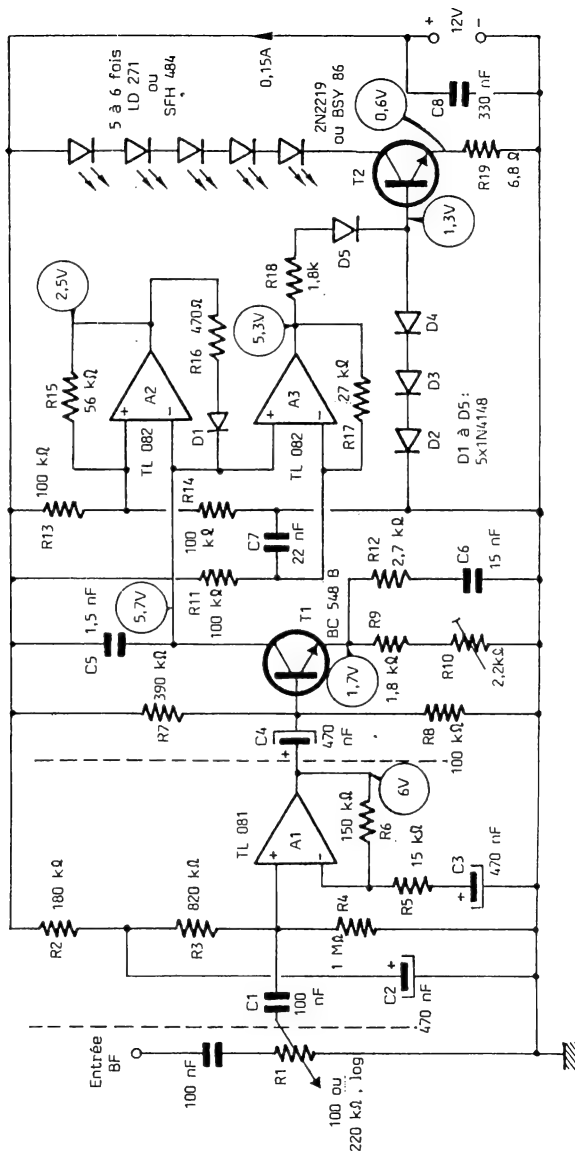 Entrée
BF
100 nF
R1
100 ou
220 kΩ, log
R2
180 kΩ
R3
820 kΩ
C1
100
nF
R4
1 MΩ
C2
470 nF
TL 081
A1
+
-
6V
150 kΩ
R6
R5
15 kΩ
C3
470 nF
+
C4
470
nF
R7
390 kΩ
R8
100 kΩ
C5
1,5 nF
5,7V
T1
BC 548 B
1,7V
R9
1,8 kΩ
R10
2,2kΩ
R12
2,7 kΩ
C6
15 nF
R11
100
kΩ
C7
22
nF
R13
100
kΩ
R14
100
kΩ
R15
56 kΩ
2,5V
A2
+
-
TL 082
R16
470Ω
D1
5,3V
A3
+
-
TL 082
R17
27 kΩ
R18
1,8k
D5
D2
D3
D4
D1 à D5 :
5x1N4148
1,3V
T2
2N2219
ou BSY 86
0,6V
R19
6,8 Ω
5 à 6 fois
LD 271
ou
SFH 484
0,15A
C8
330 nF
+
12V
-